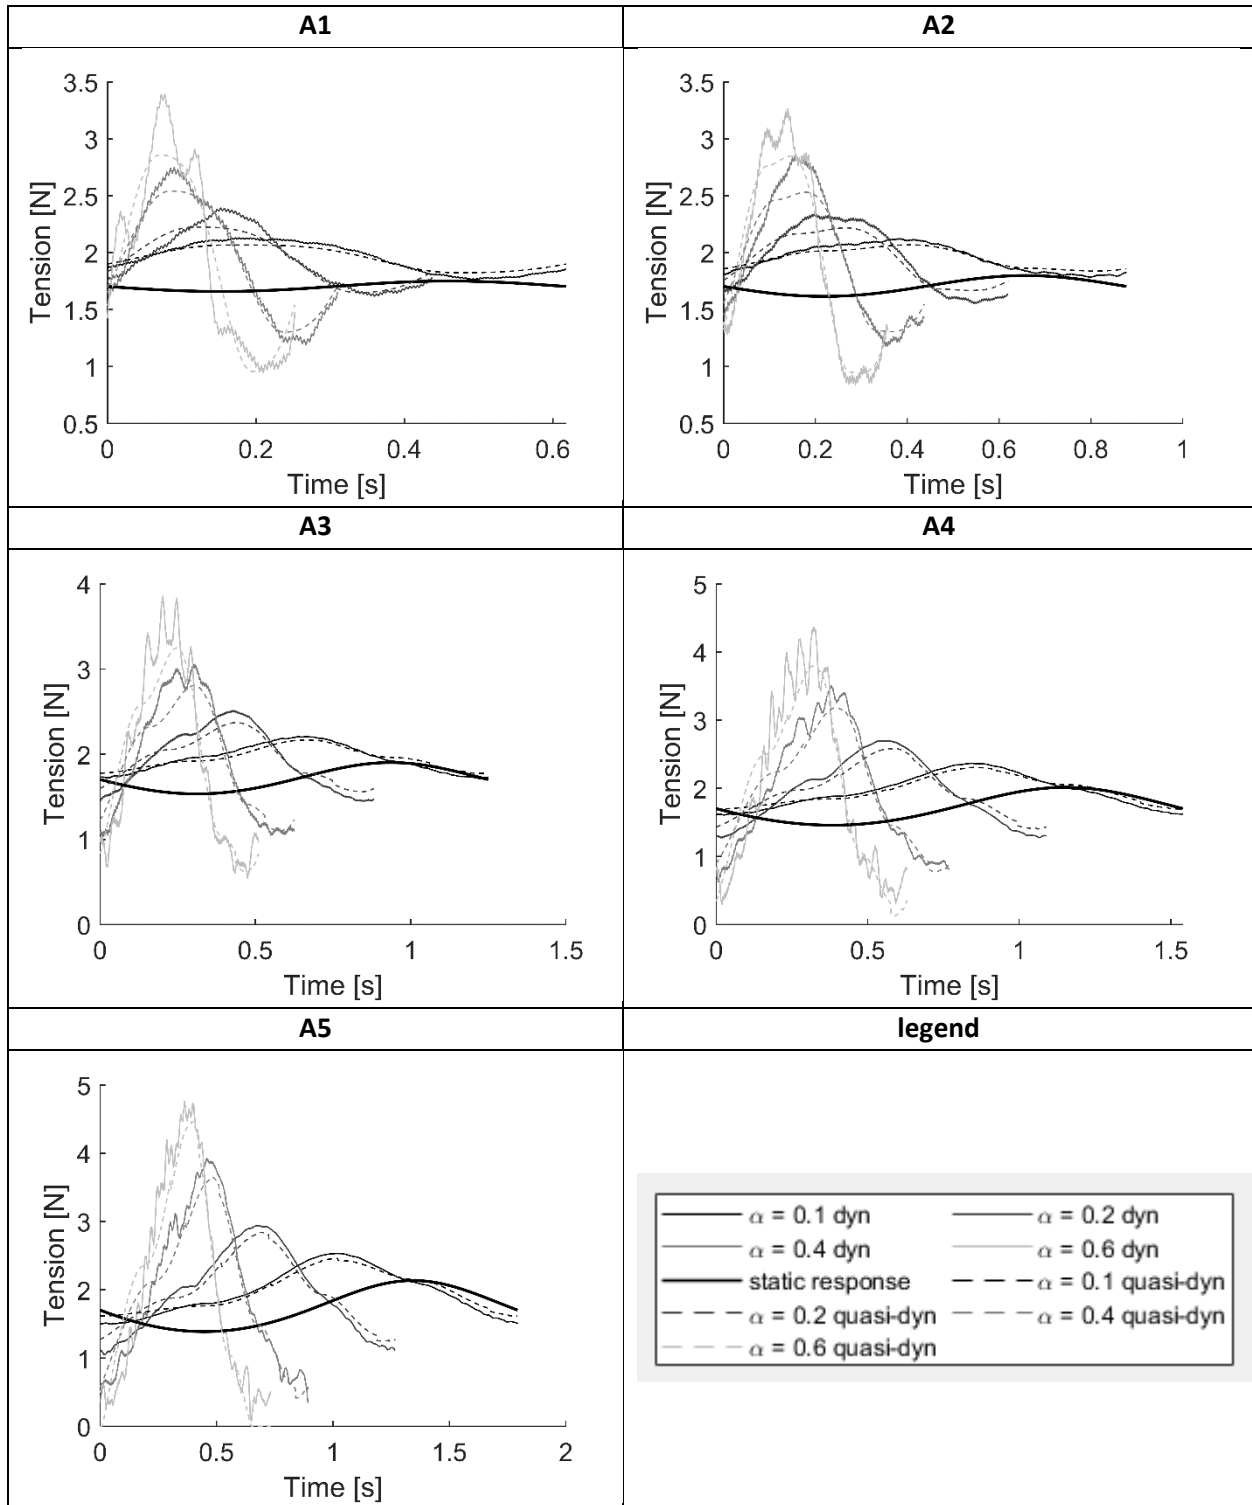 A1
A2
3.5
3
2.5
2
1.5
1
0.5
Tension [N]
0
0.2
0.4
0.6
Time [s]
3.5
3
2.5
2
1.5
1
0.5
Tension [N]
0
0.2
0.4
0.6
0.8
1
Time [s]
A3
A4
4
3
2
1
0
Tension [N]
0
0.5
1
1.5
Time [s]
5
4
3
2
1
0
Tension [N]
0
0.5
1
1.5
Time [s]
A5
legend
5
4
3
2
1
0
Tension [N]
0
0.5
1
1.5
2
Time [s]
α = 0.1 dyn
α = 0.2 dyn
α = 0.4 dyn
α = 0.6 dyn
static response
α = 0.1 quasi-dyn
α = 0.2 quasi-dyn
α = 0.4 quasi-dyn
α = 0.6 quasi-dyn